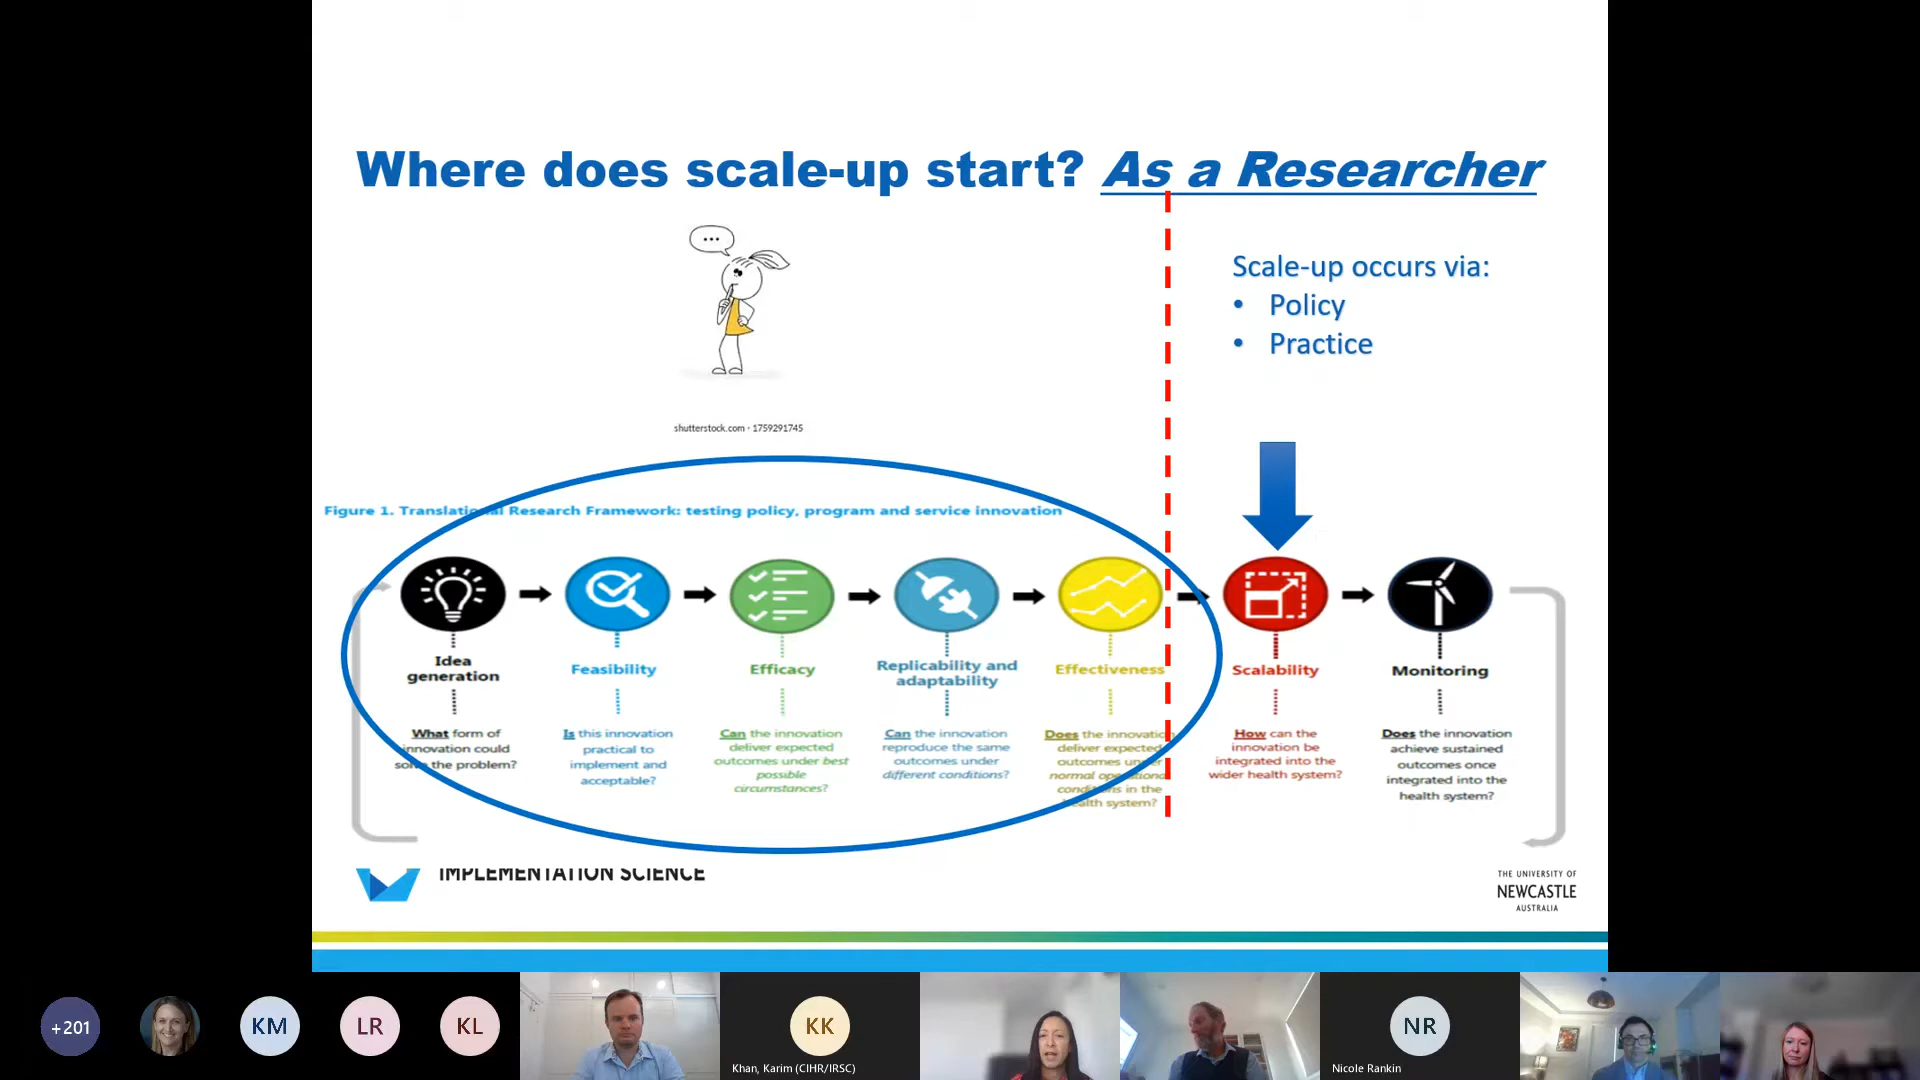 Where does scale-up start? As a Researcher
...
Scale-up occurs via:
• Policy
• Practice
shutterstock.com · 1759291745
Figure 1. Translational Research Framework: testing policy, program and service innovation
Idea
generation
Feasibility
Efficacy
Replicability and
adaptability
Effectiveness
Scalability
Monitoring
What form of
innovation could
solve the problem?
Is this innovation
practical to
implement and
acceptable?
Can the innovation
deliver expected
outcomes under best
possible
circumstances?
Can the innovation
reproduce the same
outcomes under
different conditions?
Does the innovation
deliver expected
outcomes under
normal operational
conditions in the
health system?
How can the
innovation be
integrated into the
wider health system?
Does the innovation
achieve sustained
outcomes once
integrated into the
health system?
IMPLEMENTATION SCIENCE
THE UNIVERSITY OF
NEWCASTLE
AUSTRALIA
+201
KM
LR
KL
KK
Khan, Karim (CIHR/IRSC)
NR
Nicole Rankin